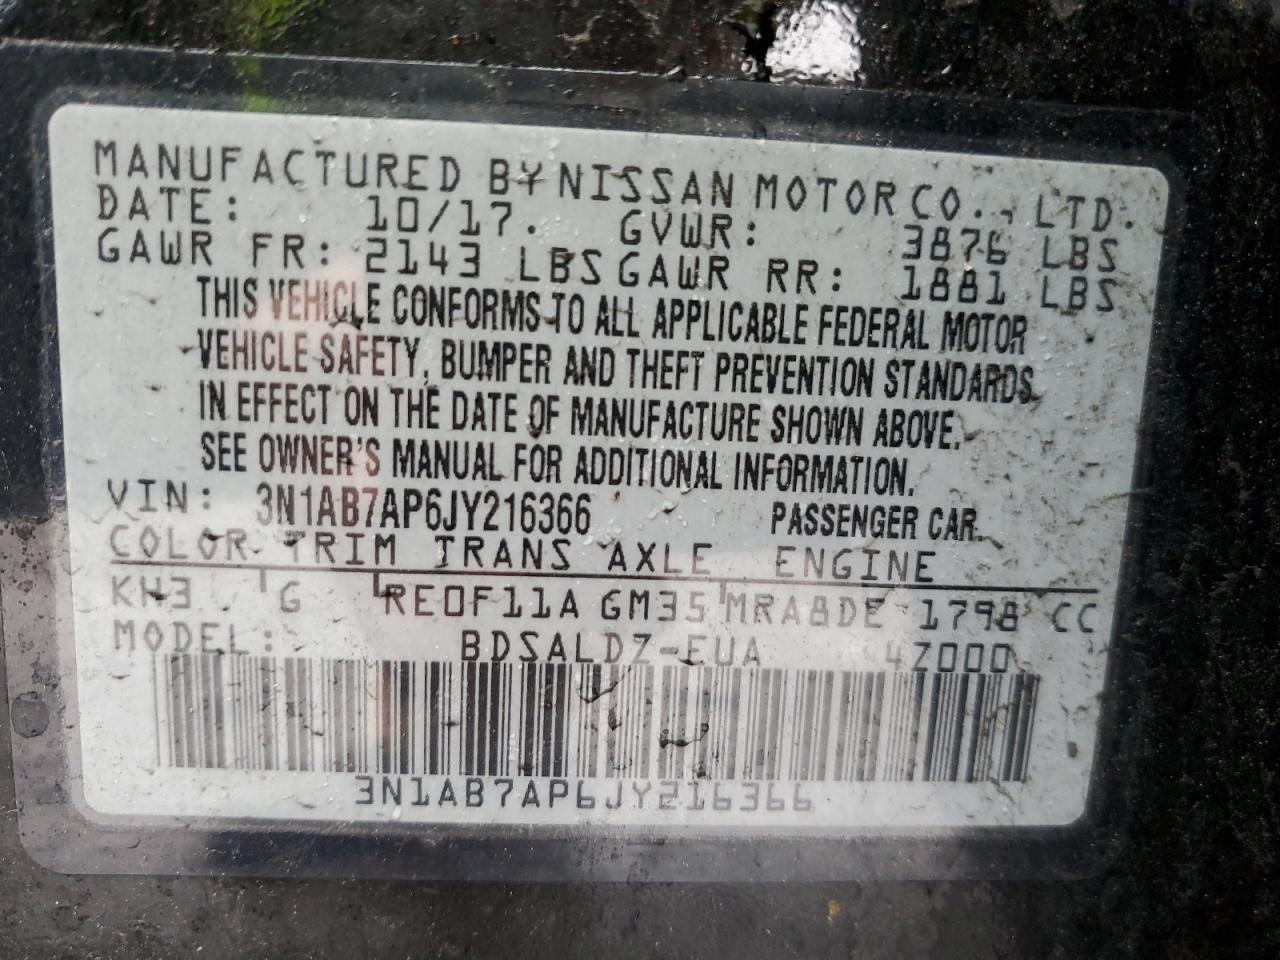 MANUFACTURED BY NISSAN MOTOR CO., LTD.
DATE: 10/17. GVWR: 3876 LBS
GAWR FR: 2143 LBS GAWR RR: 1881 LBS
THIS VEHICLE CONFORMS TO ALL APPLICABLE FEDERAL MOTOR
VEHICLE SAFETY, BUMPER AND THEFT PREVENTION STANDARDS
IN EFFECT ON THE DATE OF MANUFACTURE SHOWN ABOVE.
SEE OWNER'S MANUAL FOR ADDITIONAL INFORMATION.
VIN: 3N1AB7AP6JY216366 PASSENGER CAR
COLOR TRIM TRANS AXLE ENGINE
KH3 G RE0F11A GM35 MRA8DE 1798 CC
MODEL: BDSALDZ-EUA 4Z000
3N1AB7AP6JY216366